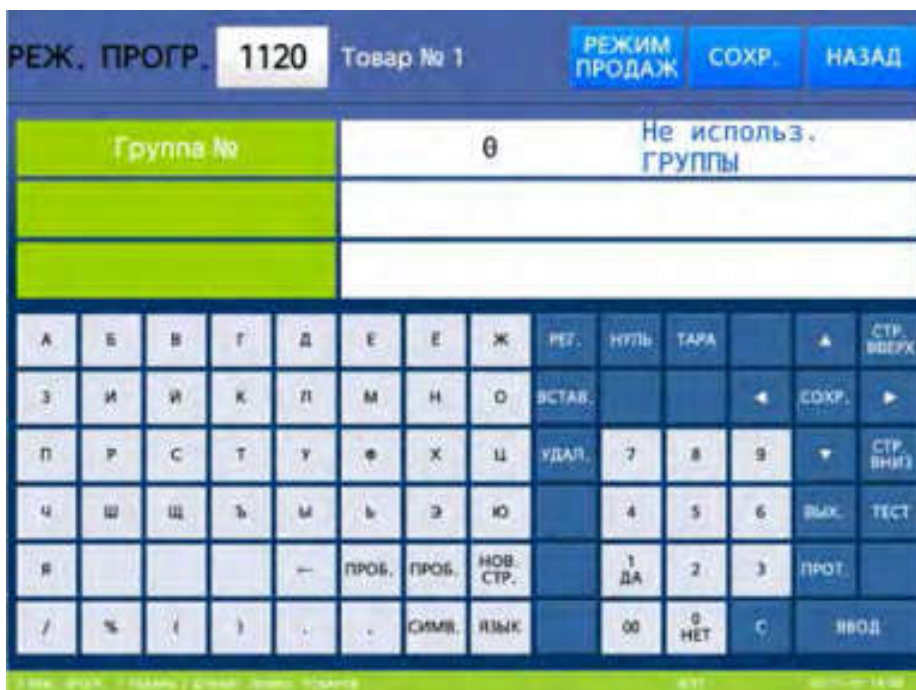 РЕЖ. ПРОГР. 1120 Товар № 1 РЕЖИМ ПРОДАЖ СОХР. НАЗАД
Группа № 0 Не использ. ГРУППЫ
А Б В Г Д Е Ё Ж РЕГ. НУЛЬ ТАРА ▲ СТР. ВВЕРХ
З И Й К Л М Н О ВСТАВ. ◄ СОХР. ►
П Р С Т У Ф Х Ц УДАЛ. 7 8 9 ▼ СТР. ВНИЗ
Ч Ш Щ Ъ Ы Ь Э Ю 4 5 6 ВЫХ. ТЕСТ
Я ← ПРОБ. ПРОБ. НОВ. СТР. 1 ДА 2 3 ПРОТ.
/ % ( ) . , СИМВ. ЯЗЫК 00 0 НЕТ С ВВОД